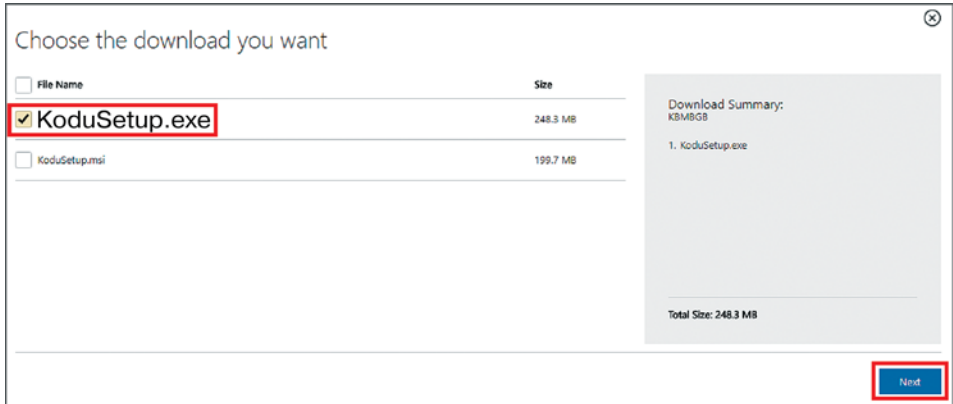 Choose the download you want
File Name Size
KoduSetup.exe 248.3 MB
KoduSetup.msi 199.7 MB
Download Summary:
KBMBGB
1. KoduSetup.exe
Total Size: 248.3 MB
Next